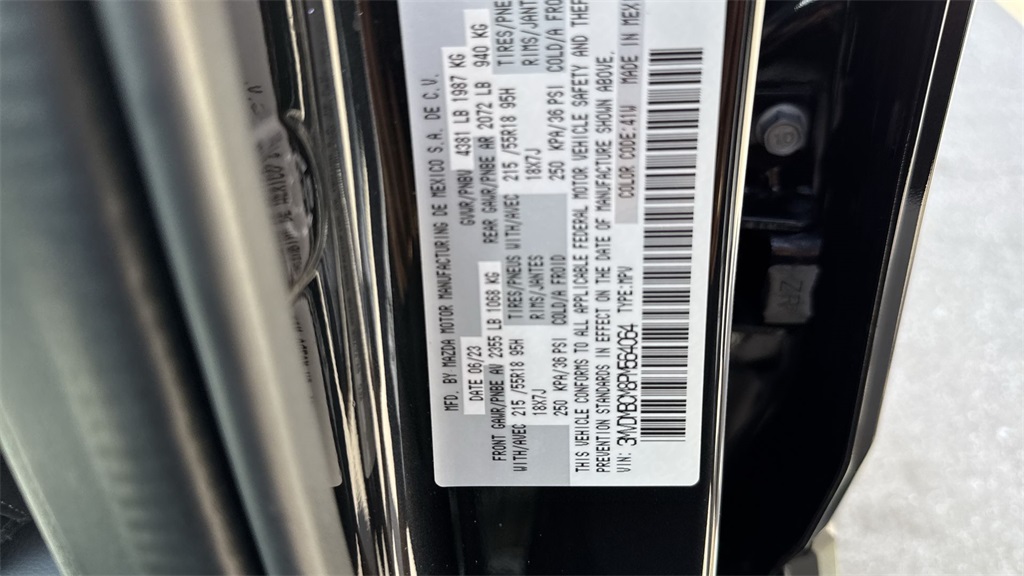 MFD. BY MAZDA MOTOR MANUFACTURING DE MEXICO S.A. DE C.V.
DATE 06/23 GVWR/PNBV 4381 LB 1987 KG
FRONT GAWR/PNBE AV 2355 LB 1068 KG REAR GAWR/PNBE AR 2072 LB 940 KG
WITH/AVEC 215/55R18 95H TIRES/PNEUS WITH/AVEC 215/55R18 95H TIRES/PNE
18X7J RIMS/JANTES 18X7J RIMS/JANT
250 KPA/36 PSI COLD/A FROID 250 KPA/36 PSI COLD/A FRO
THIS VEHICLE CONFORMS TO ALL APPLICABLE FEDERAL MOTOR VEHICLE SAFETY AND THEF
PREVENTION STANDARDS IN EFFECT ON THE DATE OF MANUFACTURE SHOWN ABOVE.
VIN: TYPE:MPV COLOR CODE:41W MADE IN MEX